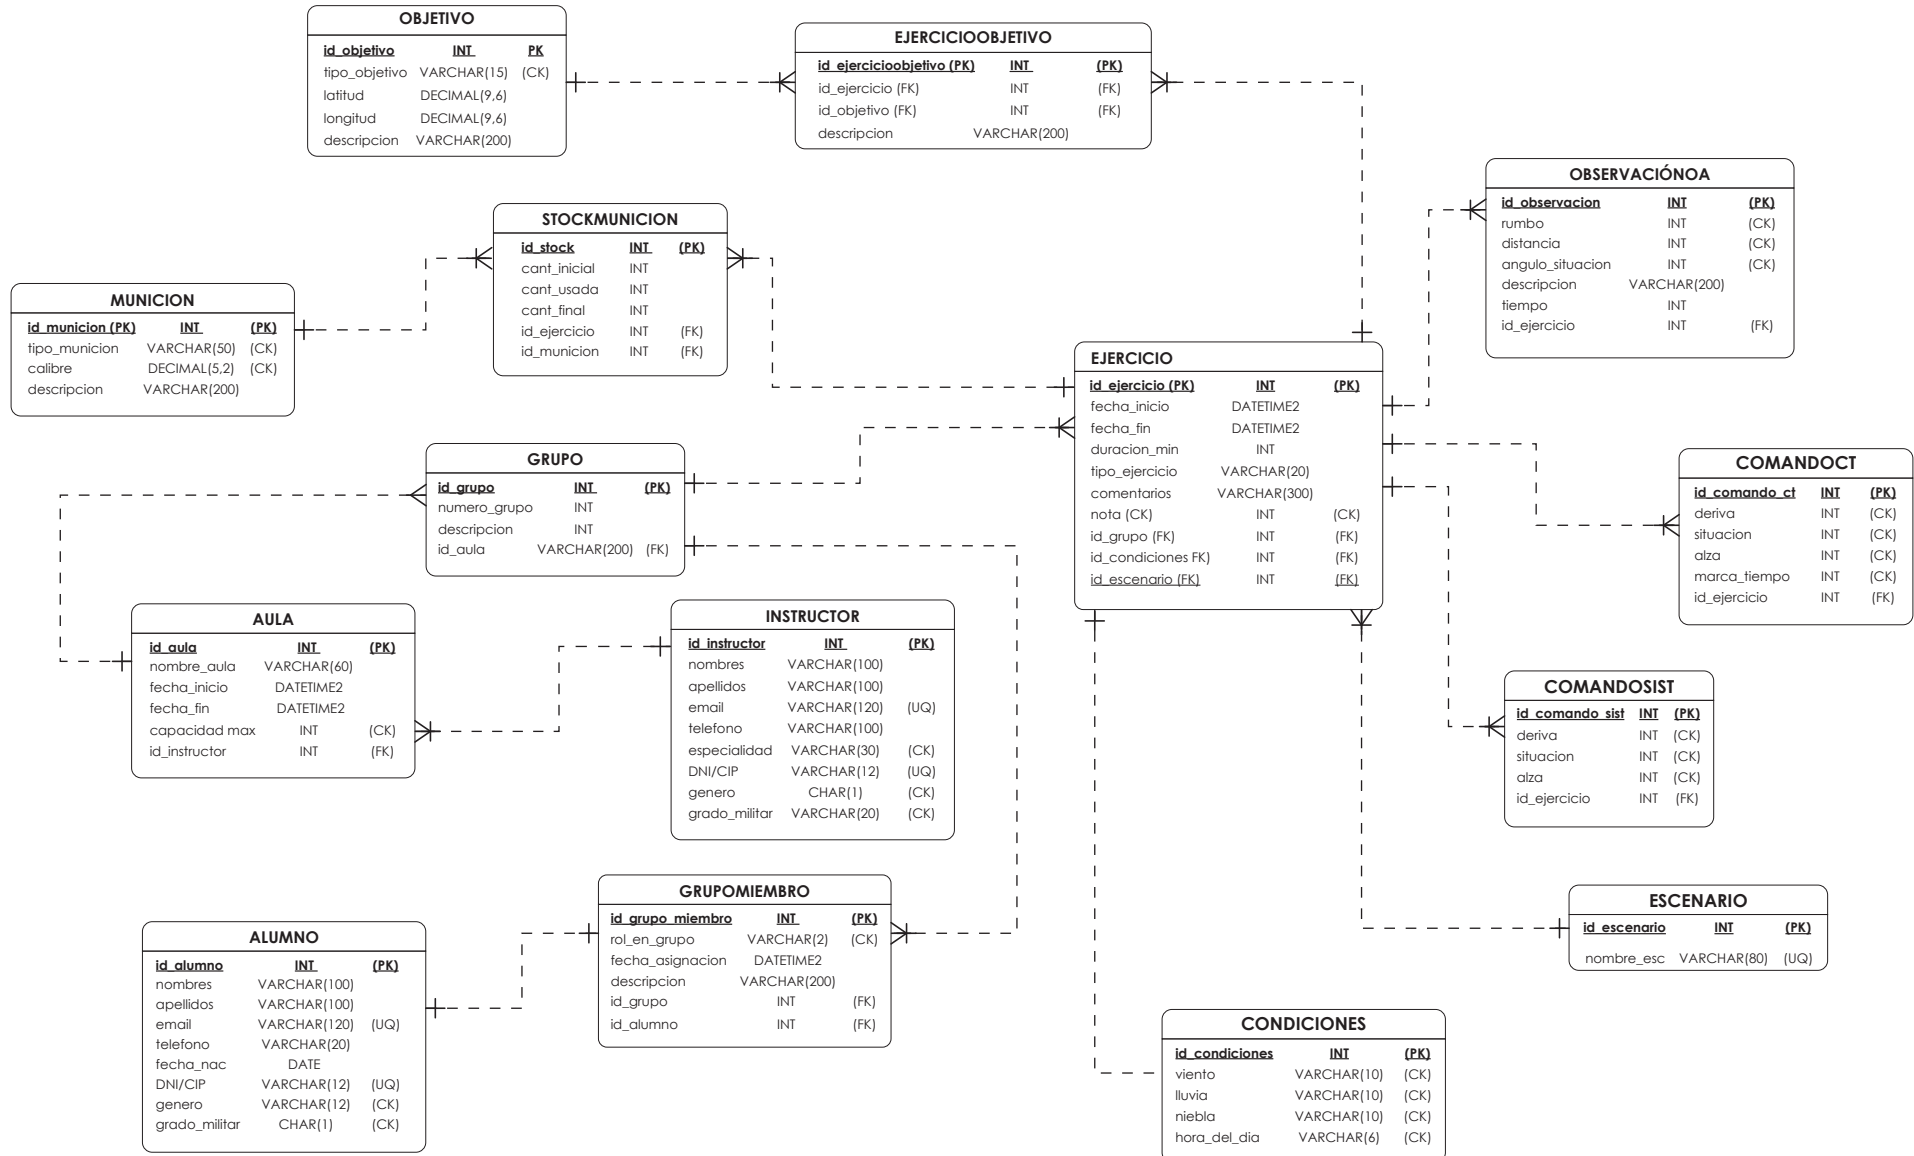 OBJETIVO
id_objetivo INT PK
tipo_objetivo VARCHAR(15) (CK)
latitud DECIMAL(9,6)
longitud DECIMAL(9,6)
descripcion VARCHAR(200)
EJERCICIOOBJETIVO
id_ejercicioobjetivo (PK) INT (PK)
id_ejercicio (FK) INT (FK)
id_objetivo (FK) INT (FK)
descripcion VARCHAR(200)
OBSERVACIÓNOA
id_observacion INT (PK)
rumbo INT (CK)
distancia INT (CK)
angulo_situacion INT (CK)
descripcion VARCHAR(200)
tiempo INT
id_ejercicio INT (FK)
STOCKMUNICION
id_stock INT (PK)
cant_inicial INT
cant_usada INT
cant_final INT
id_ejercicio INT (FK)
id_municion INT (FK)
MUNICION
id_municion (PK) INT (PK)
tipo_municion VARCHAR(50) (CK)
calibre DECIMAL(5,2) (CK)
descripcion VARCHAR(200)
EJERCICIO
id_ejercicio (PK) INT (PK)
fecha_inicio DATETIME2
fecha_fin DATETIME2
duracion_min INT
tipo_ejercicio VARCHAR(20)
comentarios VARCHAR(300)
nota (CK) INT (CK)
id_grupo (FK) INT (FK)
id_condiciones FK) INT (FK)
id_escenario (FK) INT (FK)
GRUPO
id_grupo INT (PK)
numero_grupo INT
descripcion INT
id_aula VARCHAR(200) (FK)
COMANDOCT
id_comando_ct INT (PK)
deriva INT (CK)
situacion INT (CK)
alza INT (CK)
marca_tiempo INT (CK)
id_ejercicio INT (FK)
AULA
id_aula INT (PK)
nombre_aula VARCHAR(60)
fecha_inicio DATETIME2
fecha_fin DATETIME2
capacidad max INT (CK)
id_instructor INT (FK)
INSTRUCTOR
id_instructor INT (PK)
nombres VARCHAR(100)
apellidos VARCHAR(100)
email VARCHAR(120) (UQ)
telefono VARCHAR(100)
especialidad VARCHAR(30) (CK)
DNI/CIP VARCHAR(12) (UQ)
genero CHAR(1) (CK)
grado_militar VARCHAR(20) (CK)
COMANDOSIST
id_comando_sist INT (PK)
deriva INT (CK)
situacion INT (CK)
alza INT (CK)
id_ejercicio INT (FK)
GRUPOMIEMBRO
id_grupo_miembro INT (PK)
rol_en_grupo VARCHAR(2) (CK)
fecha_asignacion DATETIME2
descripcion VARCHAR(200)
id_grupo INT (FK)
id_alumno INT (FK)
ESCENARIO
id_escenario INT (PK)
nombre_esc VARCHAR(80) (UQ)
ALUMNO
id_alumno INT (PK)
nombres VARCHAR(100)
apellidos VARCHAR(100)
email VARCHAR(120) (UQ)
telefono VARCHAR(20)
fecha_nac DATE
DNI/CIP VARCHAR(12) (UQ)
genero VARCHAR(12) (CK)
grado_militar CHAR(1) (CK)
CONDICIONES
id_condiciones INT (PK)
viento VARCHAR(10) (CK)
lluvia VARCHAR(10) (CK)
niebla VARCHAR(10) (CK)
hora_del_dia VARCHAR(6) (CK)